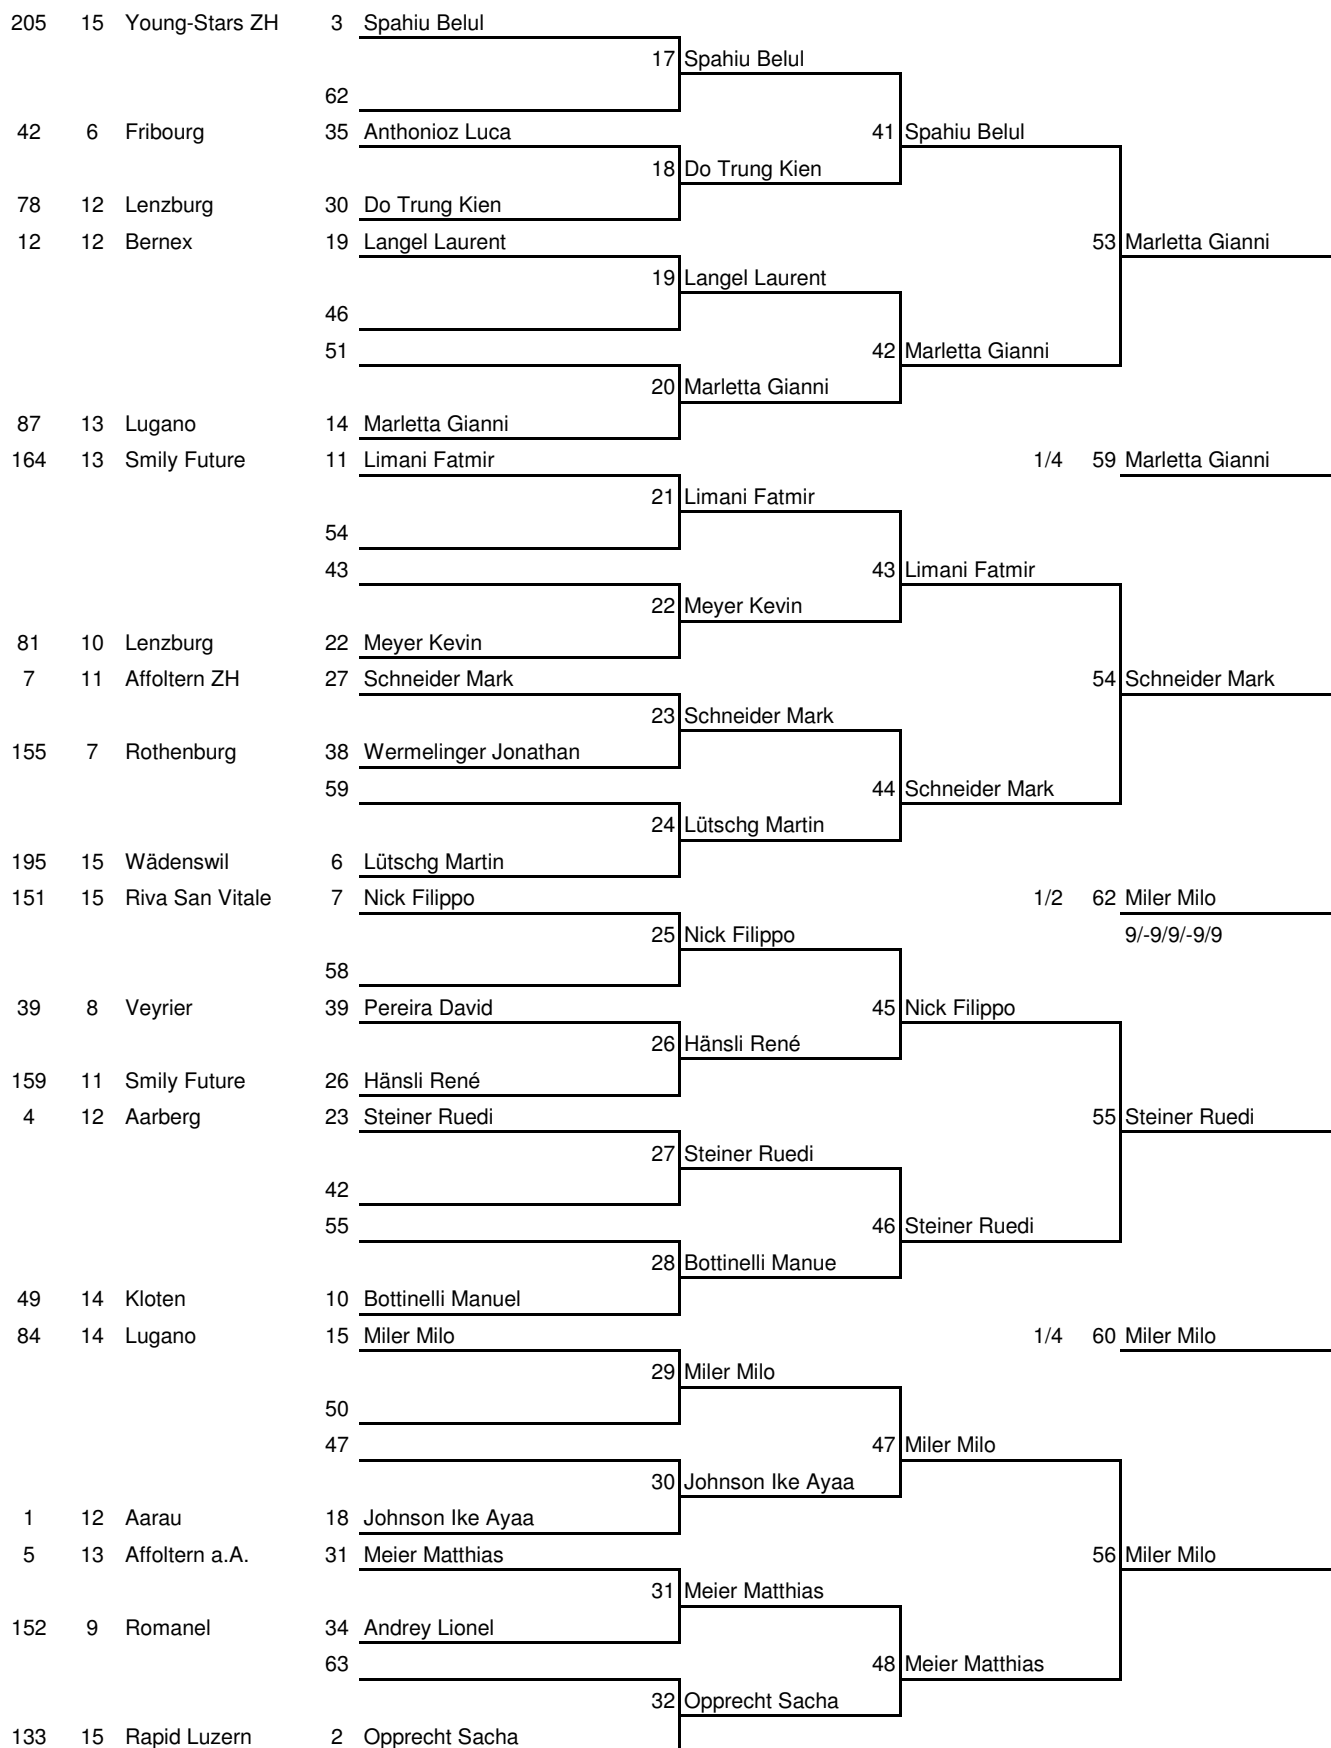 205 15 Young-Stars ZH 3 Spahiu Belul
17 Spahiu Belul
62
42 6 Fribourg 35 Anthonioz Luca 41 Spahiu Belul
18 Do Trung Kien
78 12 Lenzburg 30 Do Trung Kien
12 12 Bernex 19 Langel Laurent 53 Marletta Gianni
19 Langel Laurent
46
51 42 Marletta Gianni
20 Marletta Gianni
87 13 Lugano 14 Marletta Gianni
164 13 Smily Future 11 Limani Fatmir 1/4 59 Marletta Gianni
21 Limani Fatmir
54
43 43 Limani Fatmir
22 Meyer Kevin
81 10 Lenzburg 22 Meyer Kevin
7 11 Affoltern ZH 27 Schneider Mark 54 Schneider Mark
23 Schneider Mark
155 7 Rothenburg 38 Wermelinger Jonathan
59 44 Schneider Mark
24 Lütschg Martin
195 15 Wädenswil 6 Lütschg Martin
151 15 Riva San Vitale 7 Nick Filippo 1/2 62 Miler Milo
25 Nick Filippo 9/-9/9/-9/9
58
39 8 Veyrier 39 Pereira David 45 Nick Filippo
26 Hänsli René
159 11 Smily Future 26 Hänsli René
4 12 Aarberg 23 Steiner Ruedi 55 Steiner Ruedi
27 Steiner Ruedi
42
55 46 Steiner Ruedi
28 Bottinelli Manue
49 14 Kloten 10 Bottinelli Manuel
84 14 Lugano 15 Miler Milo 1/4 60 Miler Milo
29 Miler Milo
50
47 47 Miler Milo
30 Johnson Ike Ayaa
1 12 Aarau 18 Johnson Ike Ayaa
5 13 Affoltern a.A. 31 Meier Matthias 56 Miler Milo
31 Meier Matthias
152 9 Romanel 34 Andrey Lionel
63 48 Meier Matthias
32 Opprecht Sacha
133 15 Rapid Luzern 2 Opprecht Sacha